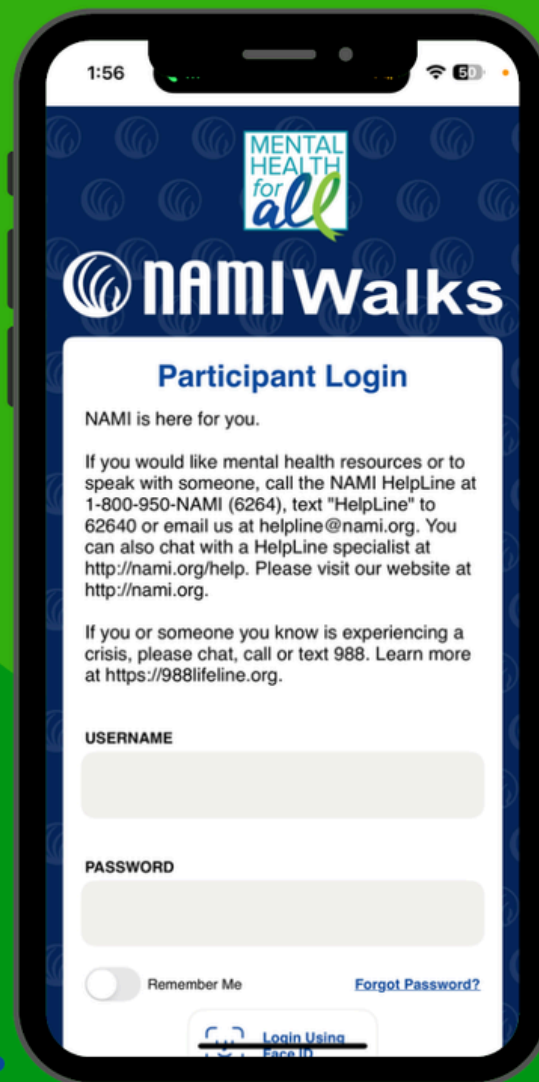 1:56
50
MENTAL
HEALTH
for
all
NAMIWalks
Participant Login
NAMI is here for you.
If you would like mental health resources or to
speak with someone, call the NAMI HelpLine at
1-800-950-NAMI (6264), text "HelpLine" to
62640 or email us at helpline@nami.org. You
can also chat with a HelpLine specialist at
http://nami.org/help. Please visit our website at
http://nami.org.
If you or someone you know is experiencing a
crisis, please chat, call or text 988. Learn more
at https://988lifeline.org.
USERNAME
PASSWORD
Remember Me
Forgot Password?
Login Using
Face ID